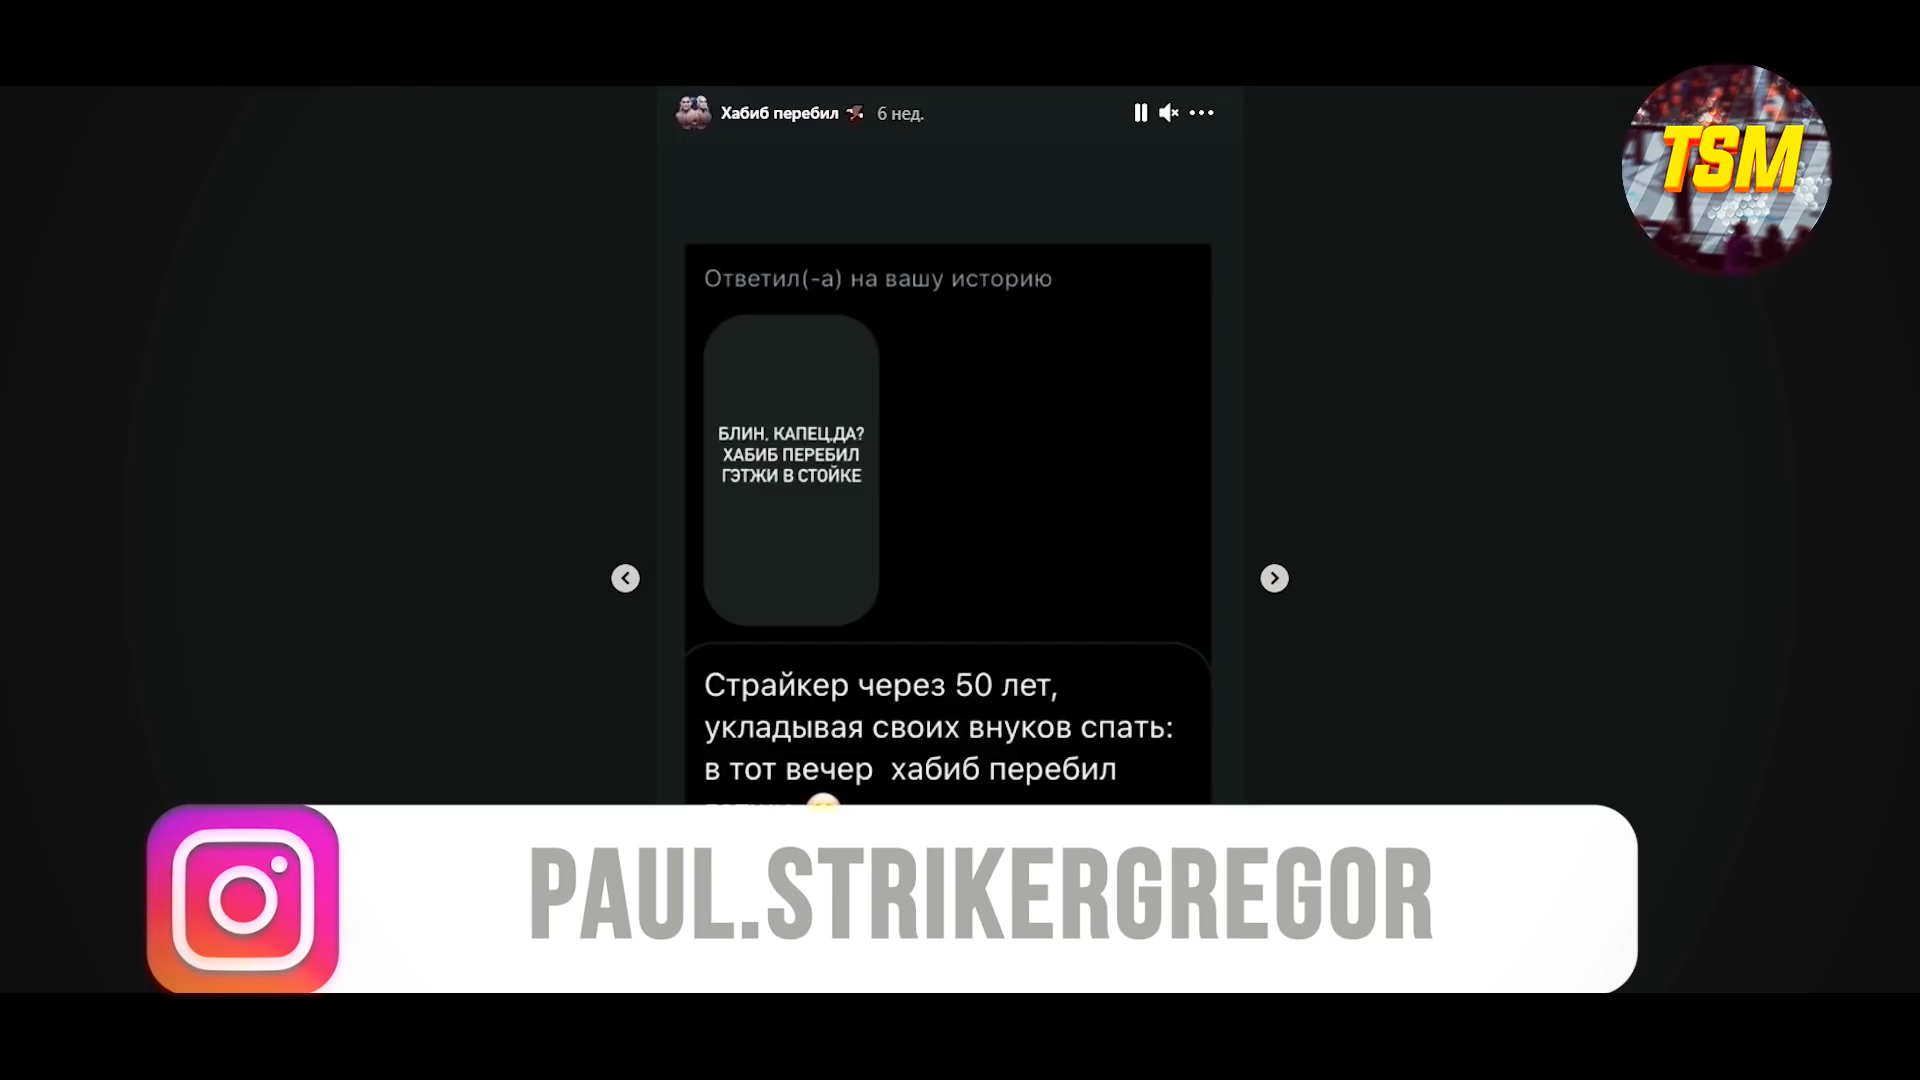 Хабиб перебил 6 нед.
TSM
Ответил(-а) на вашу историю
БЛИН, КАПЕЦ,ДА?
ХАБИБ ПЕРЕБИЛ
ГЭТЖИ В СТОЙКЕ
Страйкер через 50 лет,
укладывая своих внуков спать:
в тот вечер хабиб перебил
PAUL.STRIKERGREGOR